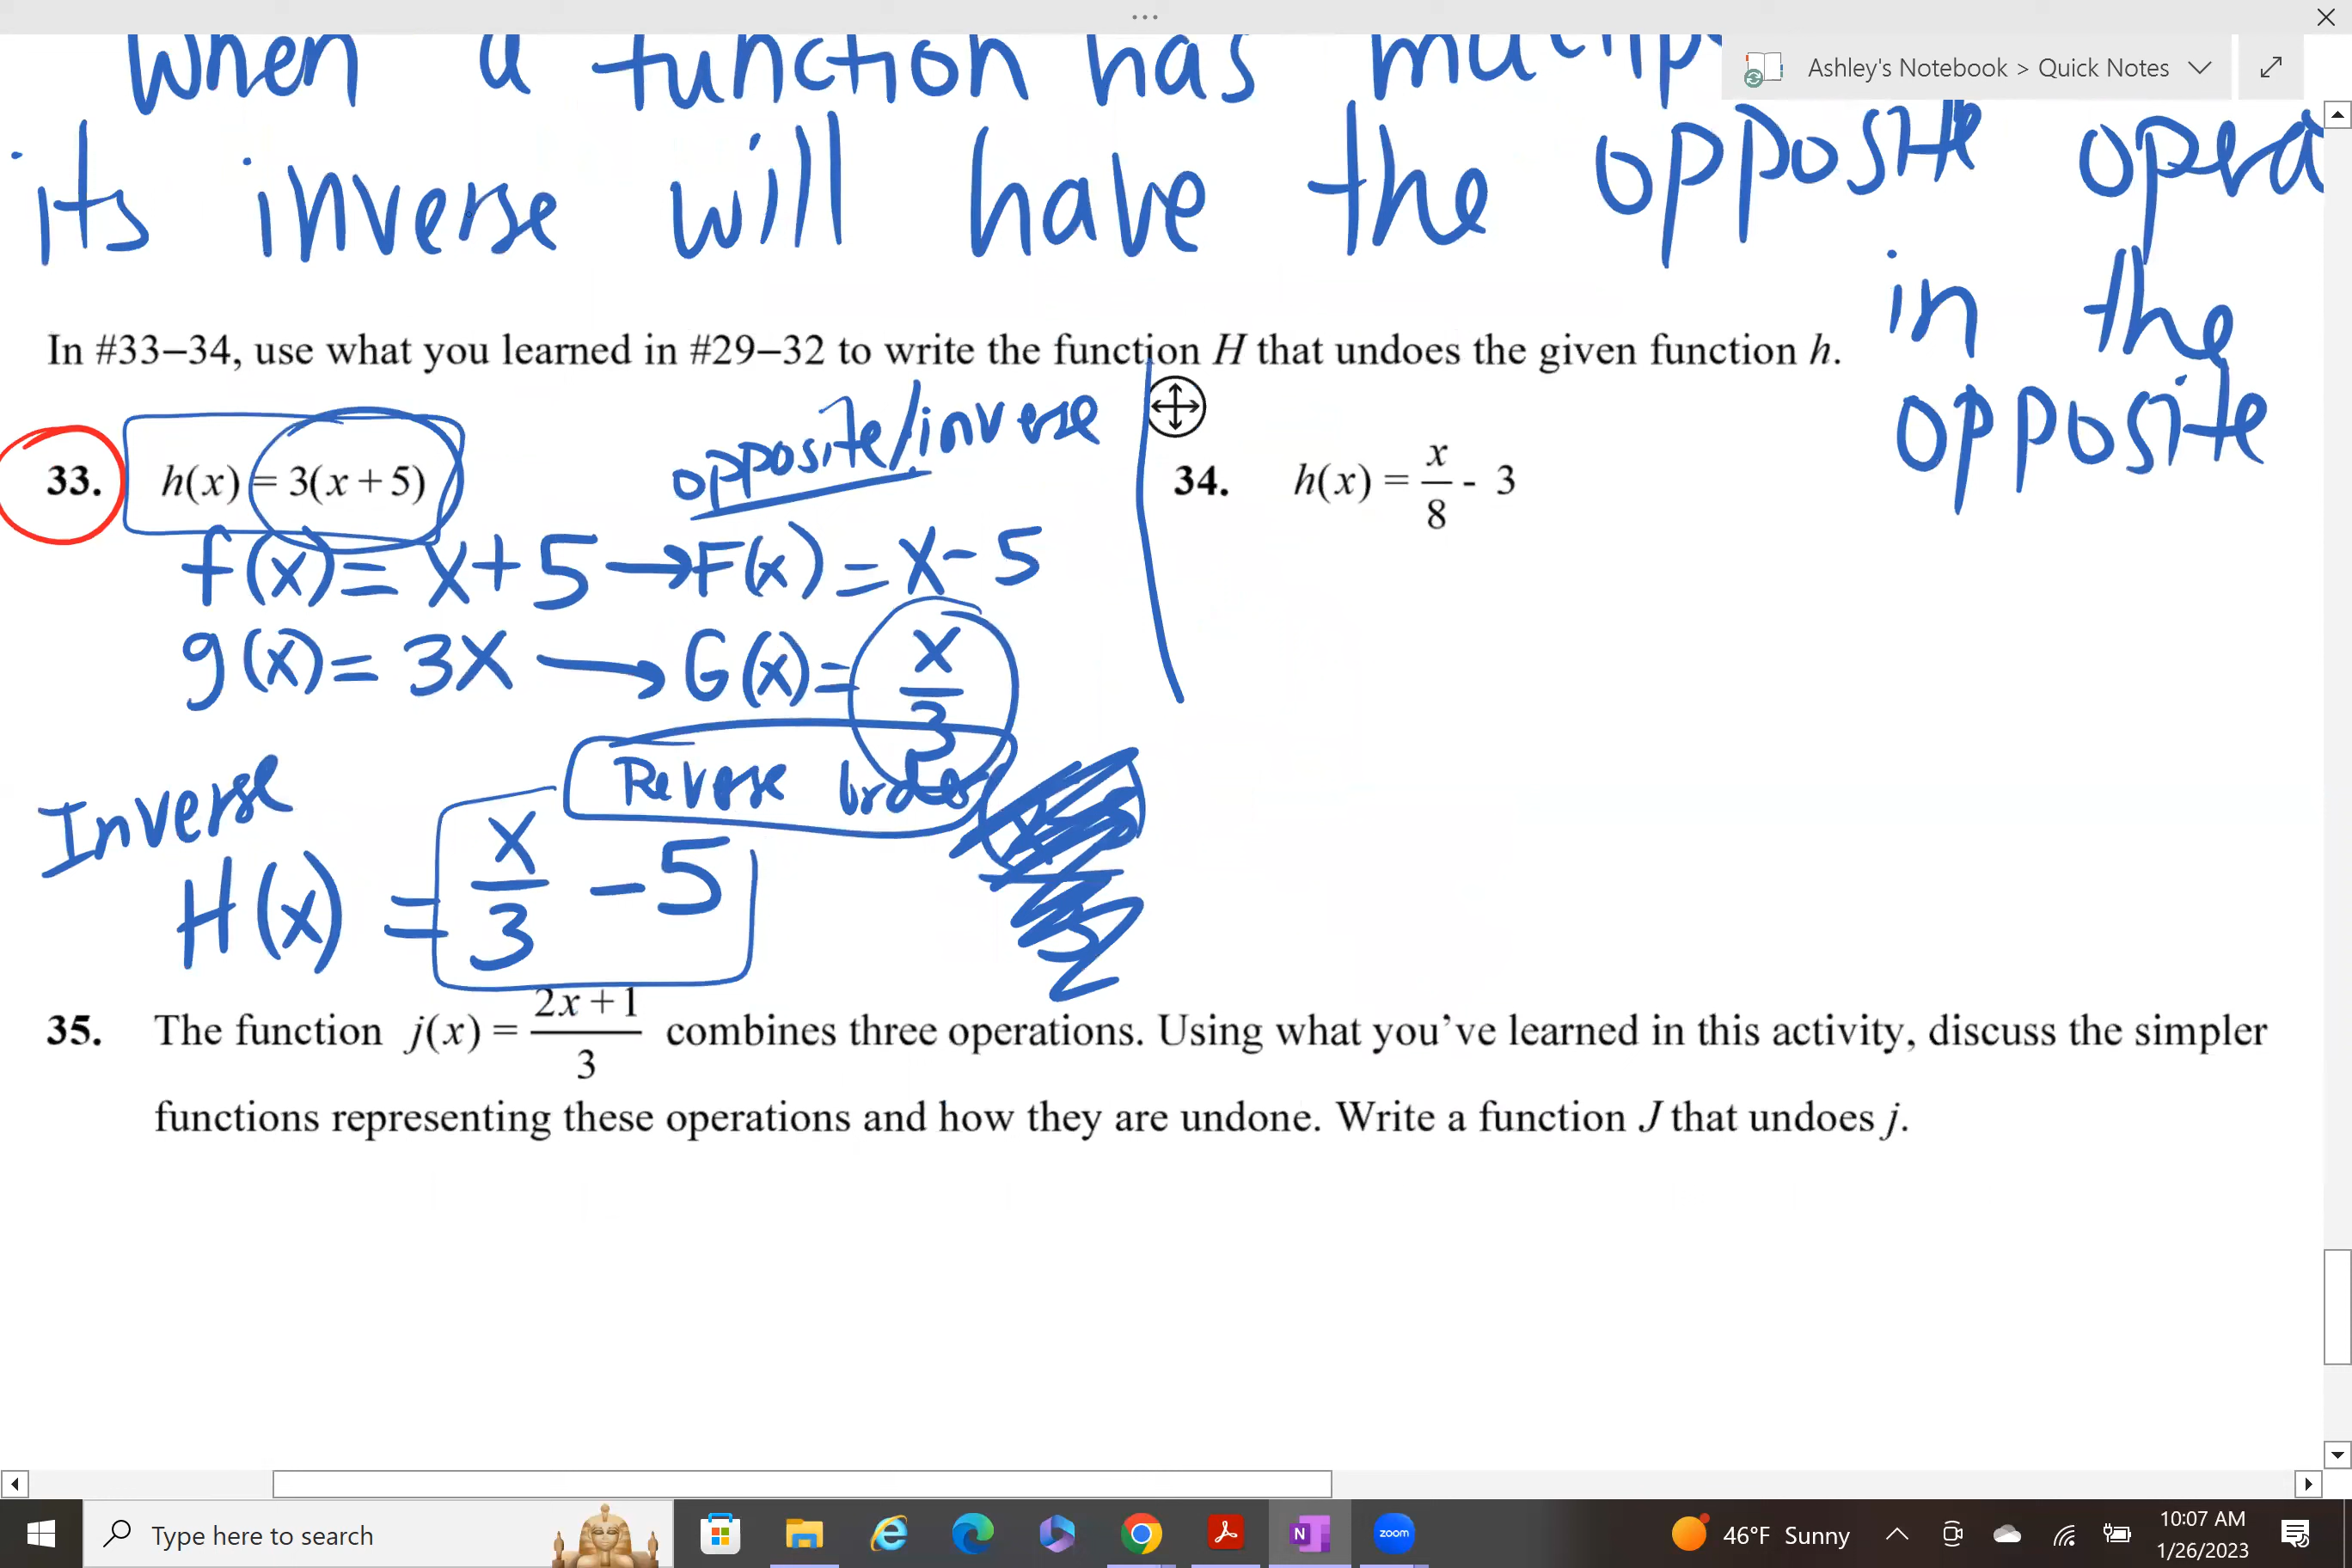 Ashley's Notebook > Quick Notes
When a function has
its inverse will have the opposite
in the
opposite
In #33–34, use what you learned in #29–32 to write the function H that undoes the given function h.
opposite/inverse
33. h(x) = 3(x + 5)
34. h(x) = x/8 - 3
f(x) = x+5 → F(x) = x-5
g(x) = 3x → G(x) = x/3
Reverse order
Inverse
H(x) = x/3 - 5
35. The function j(x) = (2x + 1)/3 combines three operations. Using what you've learned in this activity, discuss the simpler
functions representing these operations and how they are undone. Write a function J that undoes j.
Type here to search
N
zoom
46°F Sunny
10:07 AM
1/26/2023